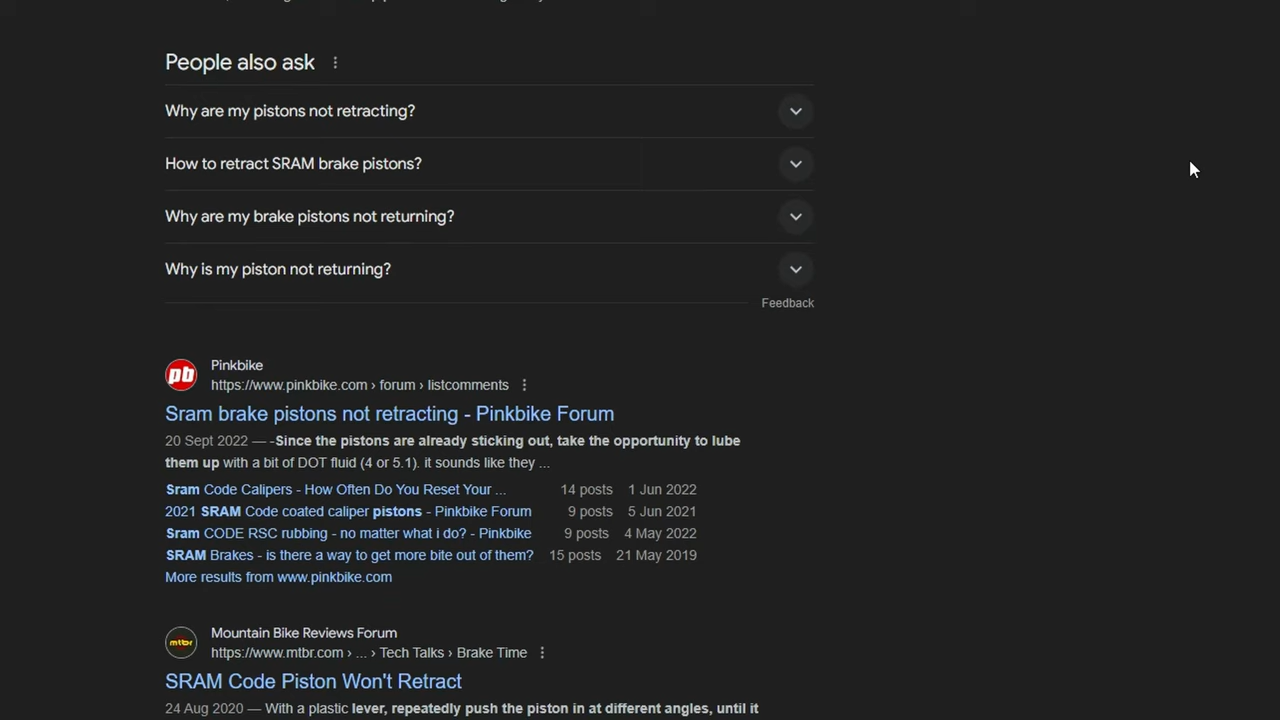 People also ask
Why are my pistons not retracting?
How to retract SRAM brake pistons?
Why are my brake pistons not returning?
Why is my piston not returning?
Feedback
pb
Pinkbike
https://www.pinkbike.com › forum › listcomments
Sram brake pistons not retracting - Pinkbike Forum
20 Sept 2022 — -Since the pistons are already sticking out, take the opportunity to lube
them up with a bit of DOT fluid (4 or 5.1). it sounds like they ...
Sram Code Calipers - How Often Do You Reset Your ... 14 posts 1 Jun 2022
2021 SRAM Code coated caliper pistons - Pinkbike Forum 9 posts 5 Jun 2021
Sram CODE RSC rubbing - no matter what i do? - Pinkbike 9 posts 4 May 2022
SRAM Brakes - is there a way to get more bite out of them? 15 posts 21 May 2019
More results from www.pinkbike.com
mtbr
Mountain Bike Reviews Forum
https://www.mtbr.com › ... › Tech Talks › Brake Time
SRAM Code Piston Won't Retract
24 Aug 2020 — With a plastic lever, repeatedly push the piston in at different angles, until it